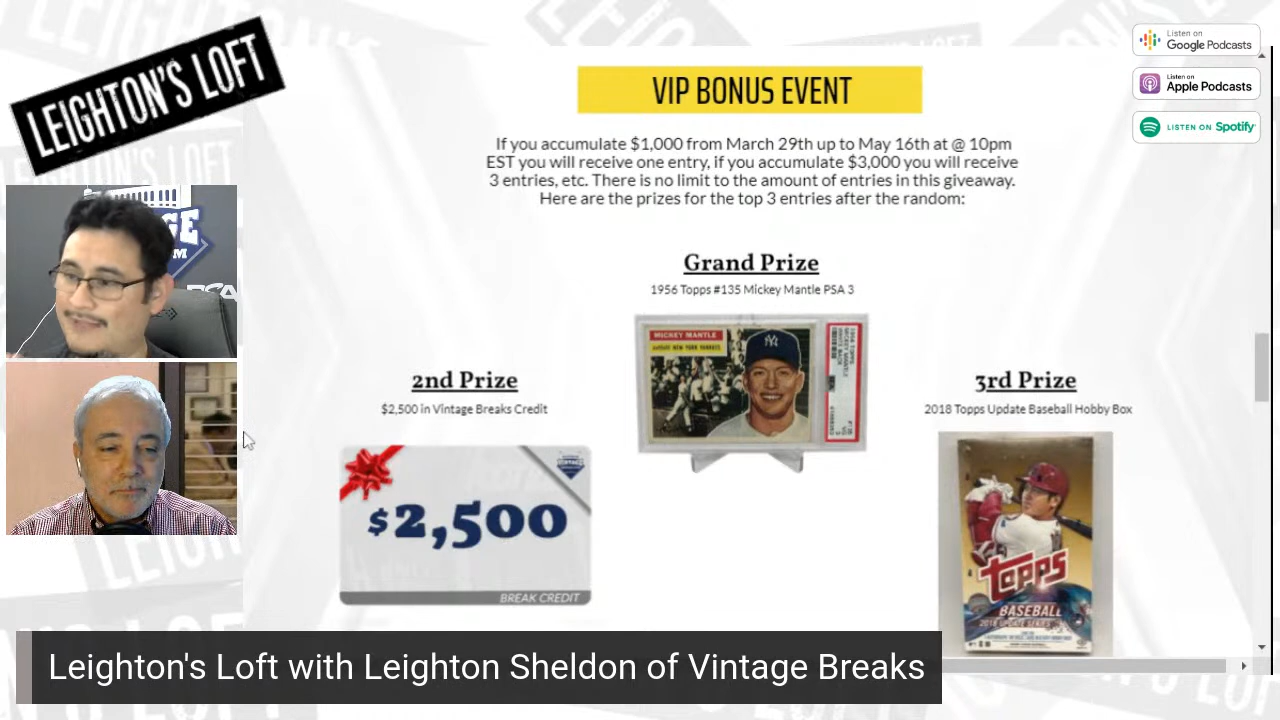 LEIGHTON'S LOFT
Listen on
Google Podcasts
Listen on
Apple Podcasts
LISTEN ON Spotify
VIP BONUS EVENT
If you accumulate $1,000 from March 29th up to May 16th at @ 10pm
EST you will receive one entry, if you accumulate $3,000 you will receive
3 entries, etc. There is no limit to the amount of entries in this giveaway.
Here are the prizes for the top 3 entries after the random:
Grand Prize
1956 Topps #135 Mickey Mantle PSA 3
MICKEY MANTLE
outfield NEW YORK YANKEES
2nd Prize
$2,500 in Vintage Breaks Credit
$2,500
BREAK CREDIT
3rd Prize
2018 Topps Update Baseball Hobby Box
topps
BASEBALL
2018 UPDATE SERIES
Leighton's Loft with Leighton Sheldon of Vintage Breaks